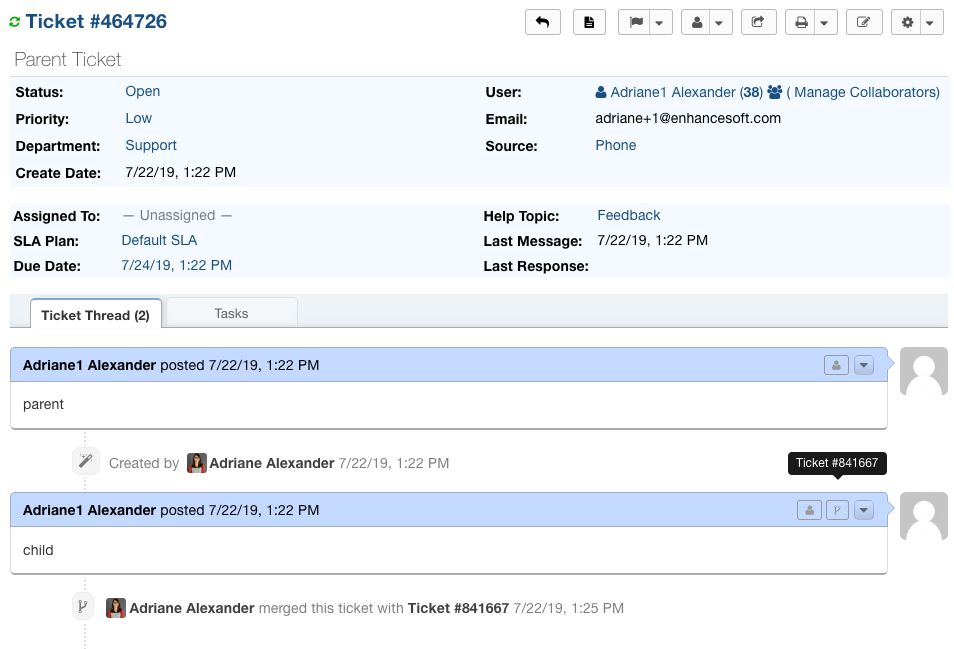 Ticket #464726
Parent Ticket
Status: Open
User: Adriane1 Alexander (38) ( Manage Collaborators)
Priority: Low
Email: adriane+1@enhancesoft.com
Department: Support
Source: Phone
Create Date: 7/22/19, 1:22 PM
Assigned To: — Unassigned —
Help Topic: Feedback
SLA Plan: Default SLA
Last Message: 7/22/19, 1:22 PM
Due Date: 7/24/19, 1:22 PM
Last Response:
Ticket Thread (2) Tasks
Adriane1 Alexander posted 7/22/19, 1:22 PM
parent
Created by Adriane Alexander 7/22/19, 1:22 PM
Ticket #841667
Adriane1 Alexander posted 7/22/19, 1:22 PM
child
Adriane Alexander merged this ticket with Ticket #841667 7/22/19, 1:25 PM